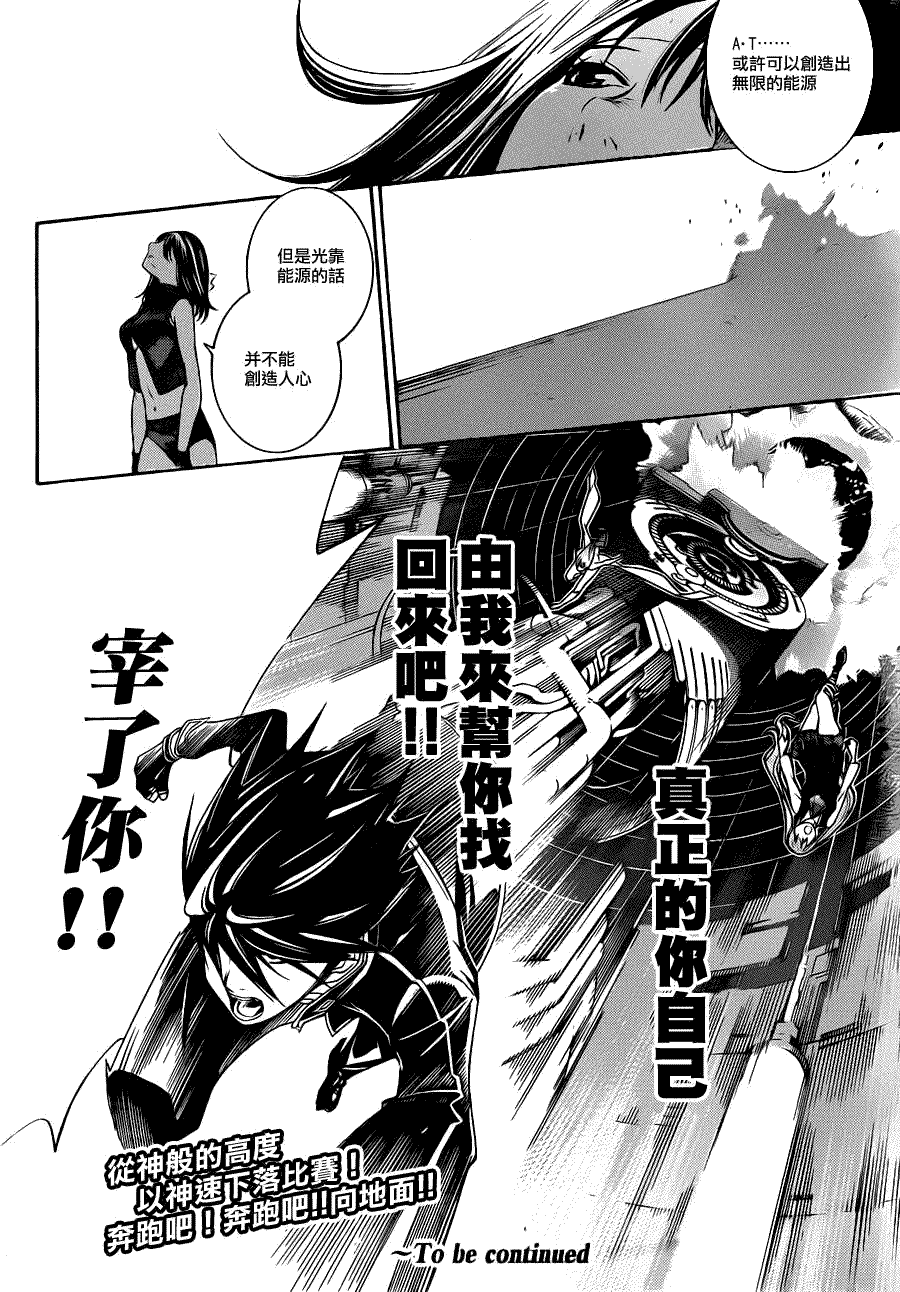 A·T……
或許可以創造出
無限的能源
但是光靠
能源的話
并不能
創造人心
真正的你自己
由我來幫你找
回來吧!!
宰了你!!
從神般的高度
以神速下落比賽！
奔跑吧！奔跑吧!!向地面!!
~To be continued